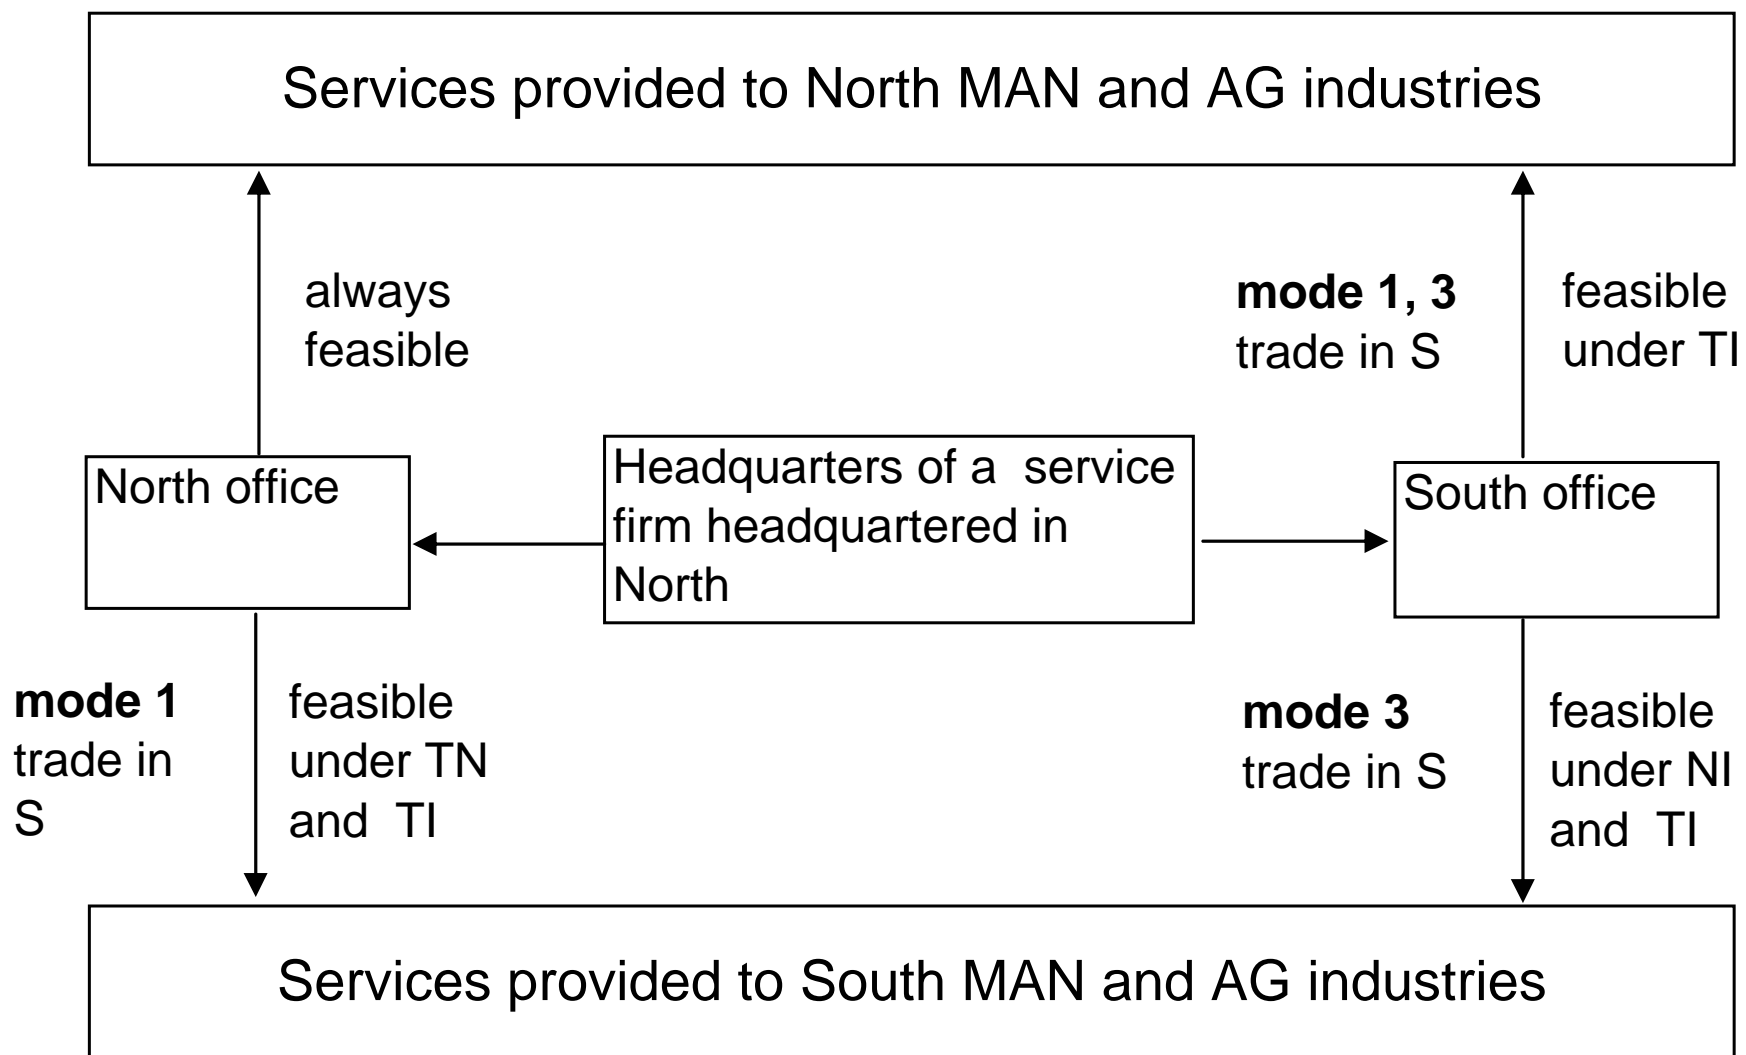 Services provided to North MAN and AG industries
always
feasible
mode 1, 3
trade in S
feasible
under TI
North office
Headquarters of a  service
firm headquartered in
North
South office
mode 1
trade in
S
feasible
under TN
and  TI
mode 3
trade in S
feasible
under NI
and  TI
Services provided to South MAN and AG industries